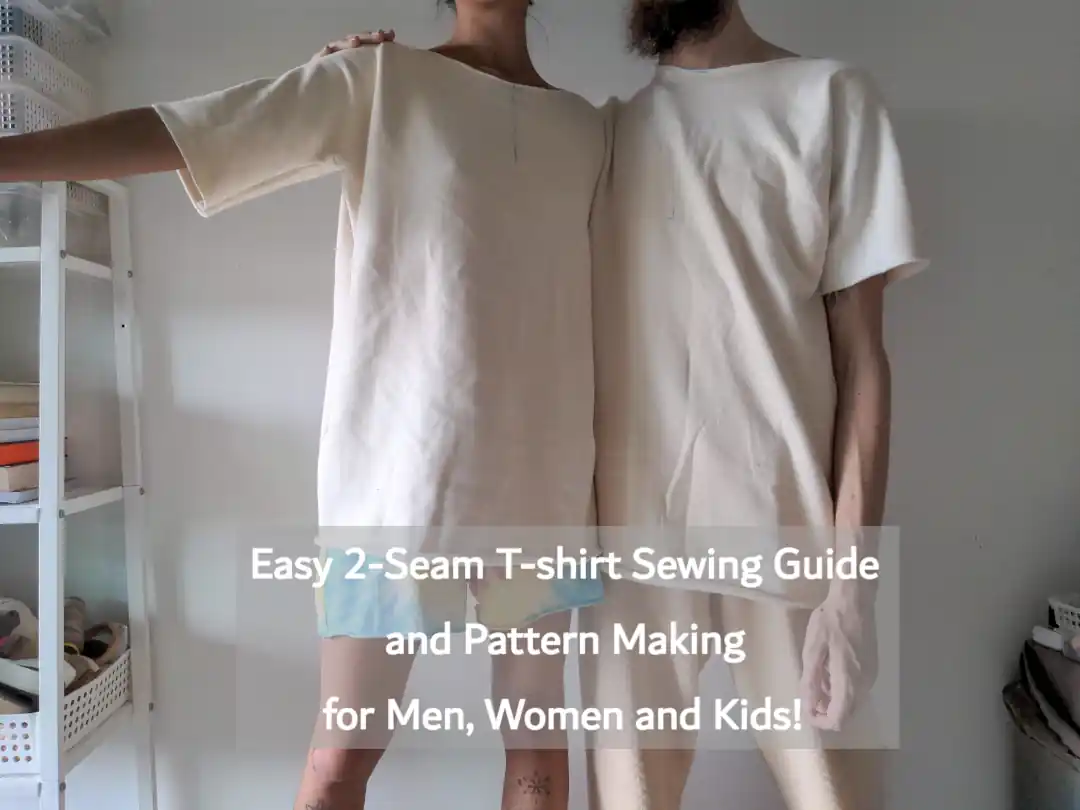 Easy 2-Seam T-shirt Sewing Guide
and Pattern Making
for Men, Women and Kids!